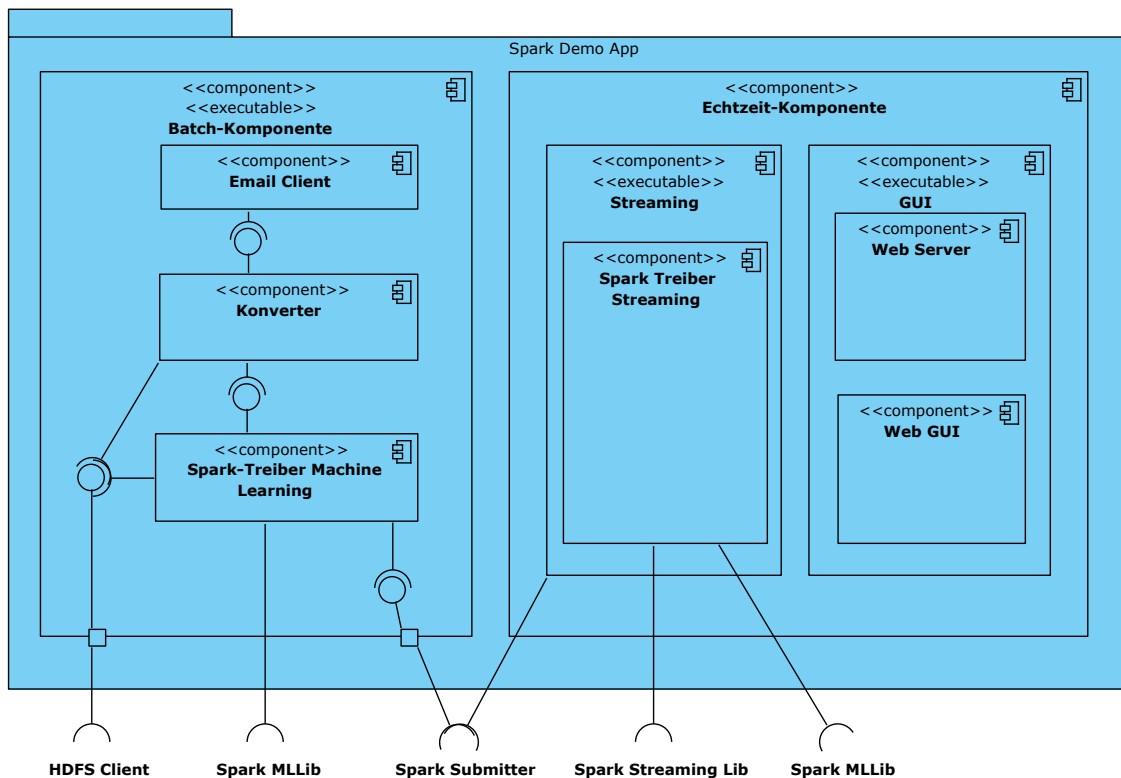 Spark Demo App
<<component>>
<<executable>>
Batch-Komponente
<<component>>
Email Client
<<component>>
Konverter
<<component>>
Spark-Treiber Machine
Learning
<<component>>
Echtzeit-Komponente
<<component>>
<<executable>>
Streaming
<<component>>
Spark Treiber
Streaming
<<component>>
<<executable>>
GUI
<<component>>
Web Server
<<component>>
Web GUI
HDFS Client
Spark MLLib
Spark Submitter
Spark Streaming Lib
Spark MLLib